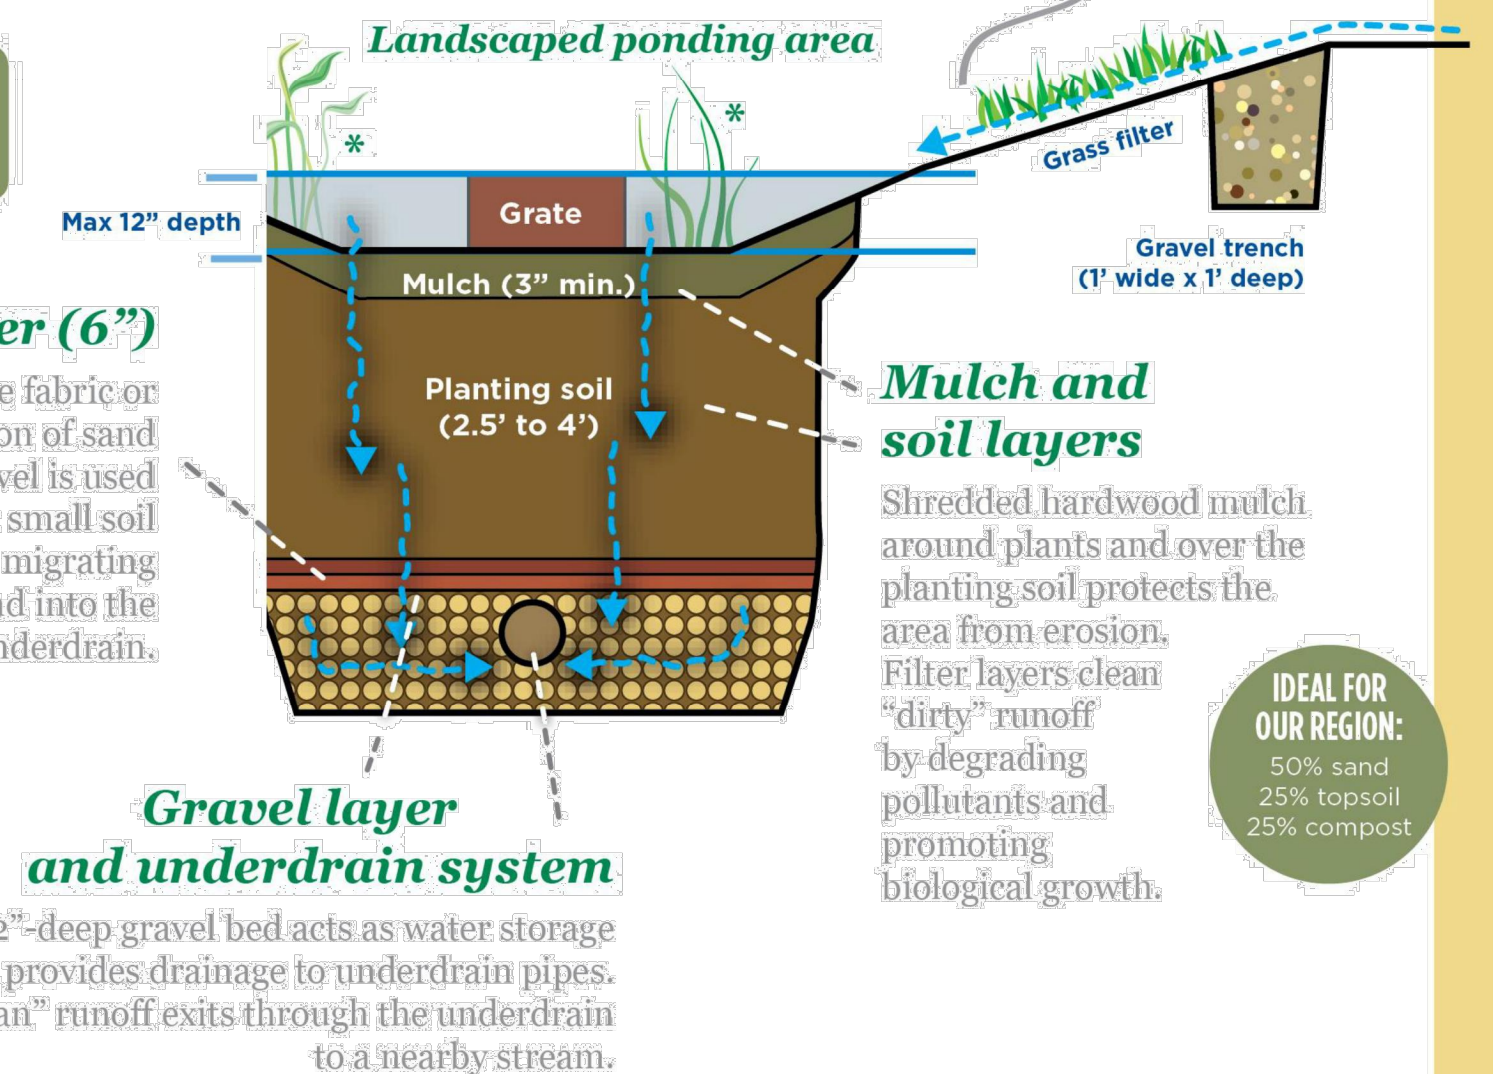 Landscaped ponding area
*
*
Grass filter
Max 12” depth
Grate
Gravel trench
(1’ wide x 1’ deep)
Mulch (3” min.)
er (6”)
e fabric or
on of sand
vel is used
small soil
migrating
d into the
nderdrain.
Planting soil
(2.5’ to 4’)
Mulch and
soil layers
Shredded hardwood mulch
around plants and over the
planting soil protects the
area from erosion.
Filter layers clean
“dirty” runoff
by degrading
pollutants and
promoting
biological growth.
IDEAL FOR
OUR REGION:
50% sand
25% topsoil
25% compost
Gravel layer
and underdrain system
2”-deep gravel bed acts as water storage
provides drainage to underdrain pipes.
an” runoff exits through the underdrain
to a nearby stream.